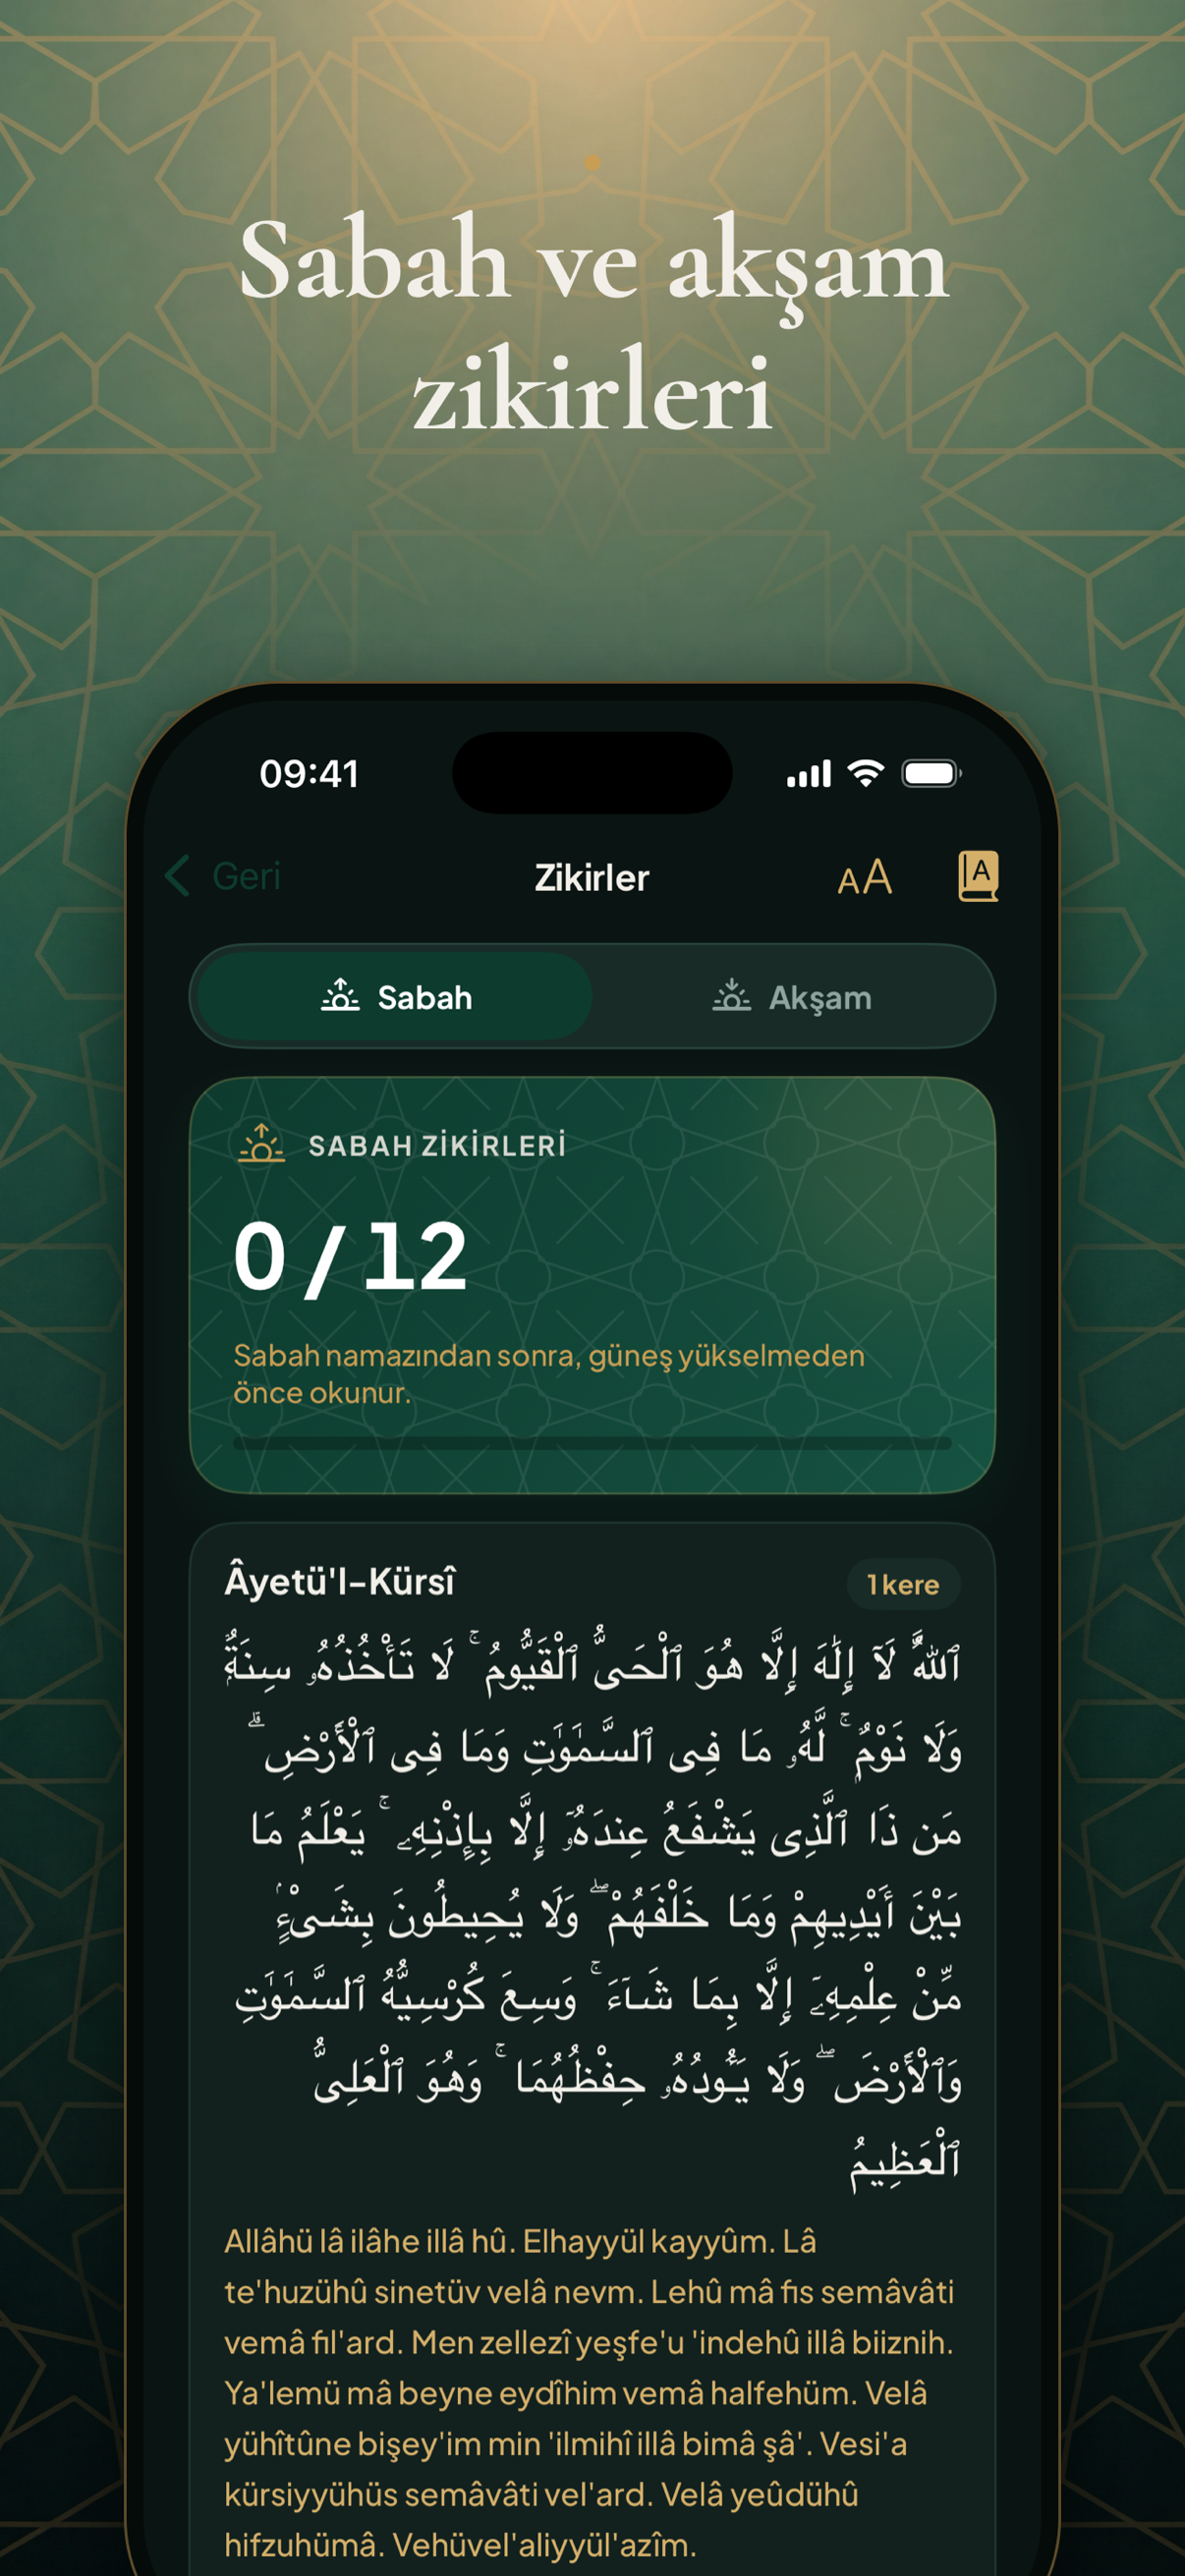 Sabah ve akşam
zikirleri
09:41
Geri
Zikirler
AA
A
Sabah
Akşam
SABAH ZİKİRLERİ
0 / 12
Sabah namazından sonra, güneş yükselmeden
önce okunur.
Âyetü'l-Kürsî
1 kere
ٱللَّهُ لَآ إِلَٰهَ إِلَّا هُوَ ٱلْحَىُّ ٱلْقَيُّومُ ۚ لَا تَأْخُذُهُۥ سِنَةٌ
وَلَا نَوْمٌ ۚ لَّهُۥ مَا فِى ٱلسَّمَٰوَٰتِ وَمَا فِى ٱلْأَرْضِ ۗ
مَن ذَا ٱلَّذِى يَشْفَعُ عِندَهُۥٓ إِلَّا بِإِذْنِهِۦ ۚ يَعْلَمُ مَا
بَيْنَ أَيْدِيهِمْ وَمَا خَلْفَهُمْ ۖ وَلَا يُحِيطُونَ بِشَىْءٍ
مِّنْ عِلْمِهِۦٓ إِلَّا بِمَا شَآءَ ۚ وَسِعَ كُرْسِيُّهُ ٱلسَّمَٰوَٰتِ
وَٱلْأَرْضَ ۖ وَلَا يَـُٔودُهُۥ حِفْظُهُمَا ۚ وَهُوَ ٱلْعَلِىُّ
ٱلْعَظِيمُ
Allâhü lâ ilâhe illâ hû. Elhayyül kayyûm. Lâ
te'huzühû sinetüv velâ nevm. Lehû mâ fis semâvâti
vemâ fil'ard. Men zellezî yeşfe'u 'indehû illâ biiznih.
Ya'lemü mâ beyne eydîhim vemâ halfehüm. Velâ
yühîtûne bişey'im min 'ilmihî illâ bimâ şâ'. Vesi'a
kürsiyyühüs semâvâti vel'ard. Velâ yeûdühû
hifzuhümâ. Vehüvel'aliyyül'azîm.